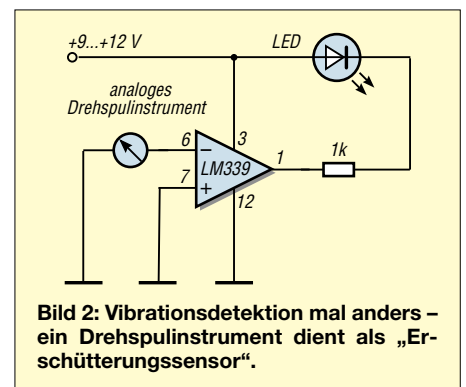 +9...+12 V
LED
analoges
Drehspulinstrument
6
–
3
1k
LM339
1
7
+
12
Bild 2: Vibrationsdetektion mal anders –
ein Drehspulinstrument dient als „Er-
schütterungssensor“.